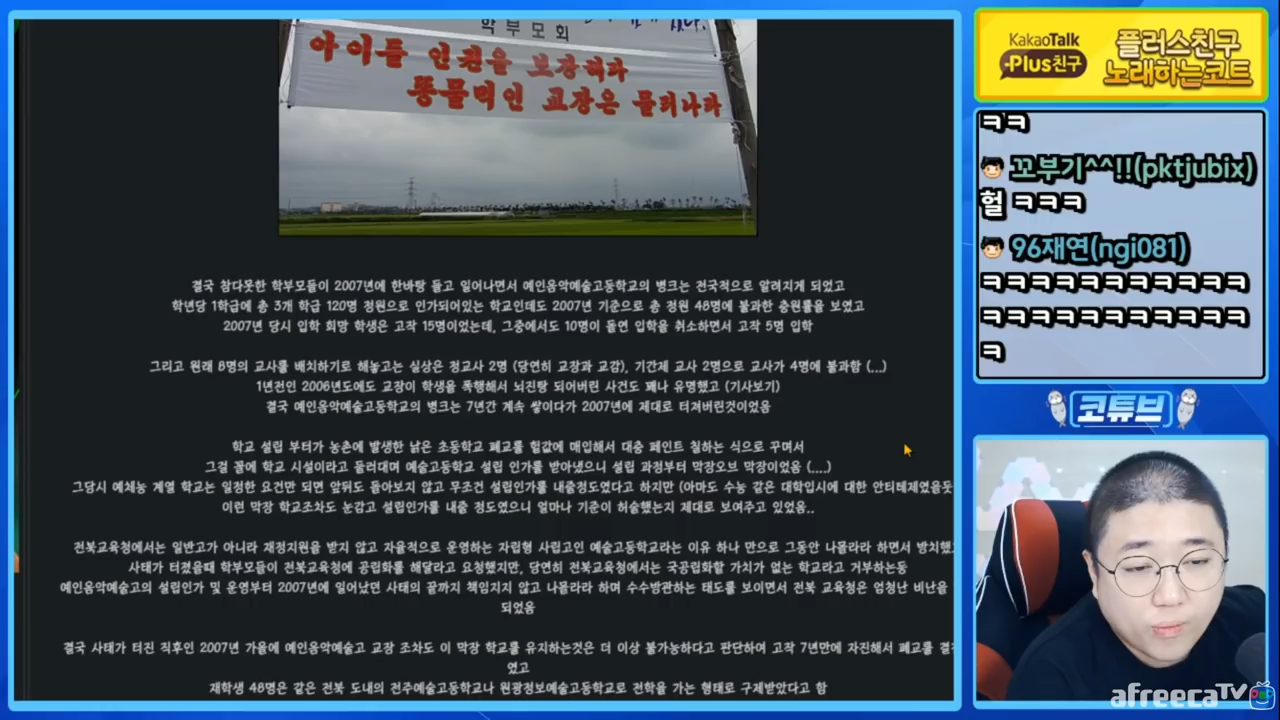 학부모회
아이들 인권을 보장하라
똥물먹인 교장은 물러나라
결국 참다못한 학부모들이 2007년에 한바탕 들고 일어나면서 예인음악예술고등학교의 병크는 전국적으로 알려지게 되었고
학년당 1학급에 총 3개 학급 120명 정원으로 인가되어있는 학교인데도 2007년 기준으로 총 정원 48명에 불과한 충원률을 보였고
2007년 당시 입학 희망 학생은 고작 15명이었는데, 그중에서도 10명이 돌연 입학을 취소하면서 고작 5명 입학
그리고 원래 8명의 교사를 배치하기로 해놓고는 실상은 정교사 2명 (당연히 교장과 교감), 기간제 교사 2명으로 교사가 4명에 불과함 (...)
1년전인 2006년도에도 교장이 학생을 폭행해서 뇌진탕 되어버린 사건도 꽤나 유명했고 (기사보기)
결국 예인음악예술고등학교의 병크는 7년간 계속 쌓이다가 2007년에 제대로 터져버린것이었음
학교 설립 부터가 농촌에 발생한 낡은 초등학교 폐교를 헐값에 매입해서 대충 페인트 칠하는 식으로 꾸며서
그걸 꼴에 학교 시설이라고 둘러대며 예술고등학교 설립 인가를 받아냈으니 설립 과정부터 막장오브 막장이었음 (....)
그당시 예체능 계열 학교는 일정한 요건만 되면 앞뒤도 돌아보지 않고 무조건 설립인가를 내줄정도였다고 하지만 (아마도 수능 같은 대학입시에 대한 안티테제였을듯
이런 막장 학교조차도 눈감고 설립인가를 내줄 정도였으니 얼마나 기준이 허술했는지 제대로 보여주고 있었음..
전북교육청에서는 일반고가 아니라 재정지원을 받지 않고 자율적으로 운영하는 자립형 사립고인 예술고등학교라는 이유 하나 만으로 그동안 나몰라라 하면서 방치했고
사태가 터졌을때 학부모들이 전북교육청에 공립화를 해달라고 요청했지만, 당연히 전북교육청에서는 국공립화할 가치가 없는 학교라고 거부하는등
예인음악예술고의 설립인가 및 운영부터 2007년에 일어났던 사태의 끝까지 책임지지 않고 나몰라라 하며 수수방관하는 태도를 보이면서 전북 교육청은 엄청난 비난을
되었음
결국 사태가 터진 직후인 2007년 가을에 예인음악예술고 교장 조차도 이 막장 학교를 유지하는것은 더 이상 불가능하다고 판단하여 고작 7년만에 자진해서 폐교를 결정
였고
재학생 48명은 같은 전북 도내의 전주예술고등학교나 원광정보예술고등학교로 전학을 가는 형태로 구제받았다고 함
KakaoTalk
Plus친구
플러스친구
노래하는코트
ㅋㅋ
꼬부기^^!!(pktjubix)
헐 ㅋㅋㅋ
96재연(ngi081)
ㅋㅋㅋㅋㅋㅋㅋㅋㅋㅋㅋ
ㅋㅋㅋㅋㅋㅋㅋㅋㅋㅋㅋ
ㅋ
코튜브
afreecaTV